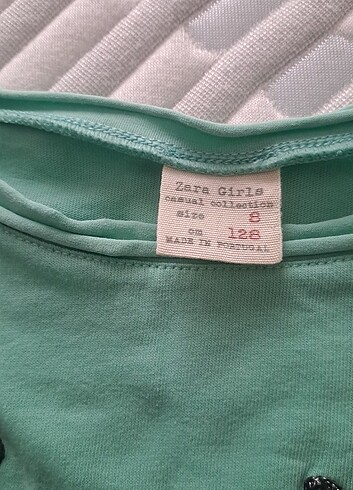 Zara Girls
casual collection
size 8
cm 128
MADE IN PORTUGAL